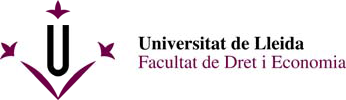 U
Universitat de Lleida
Facultat de Dret i Economia